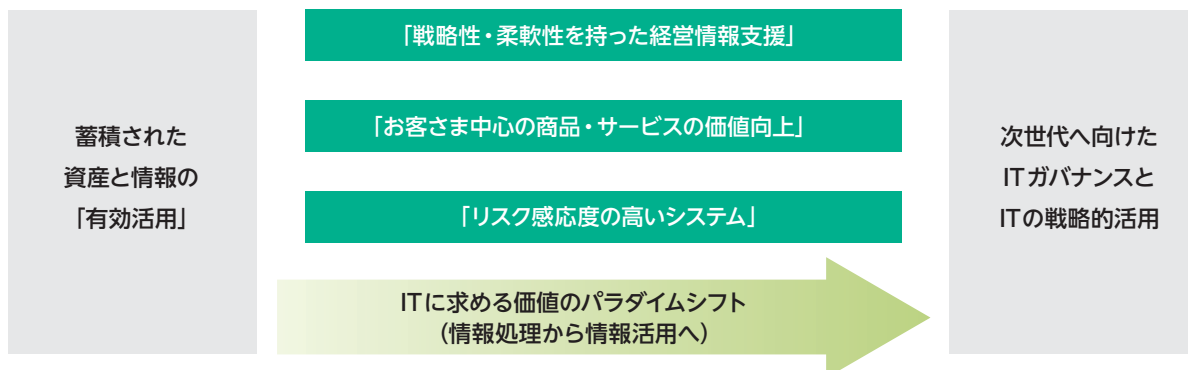 蓄積された
資産と情報の
「有効活用」
「戦略性・柔軟性を持った経営情報支援」
「お客さま中心の商品・サービスの価値向上」
「リスク感応度の高いシステム」
ITに求める価値のパラダイムシフト
（情報処理から情報活用へ）
次世代へ向けた
ITガバナンスと
ITの戦略的活用